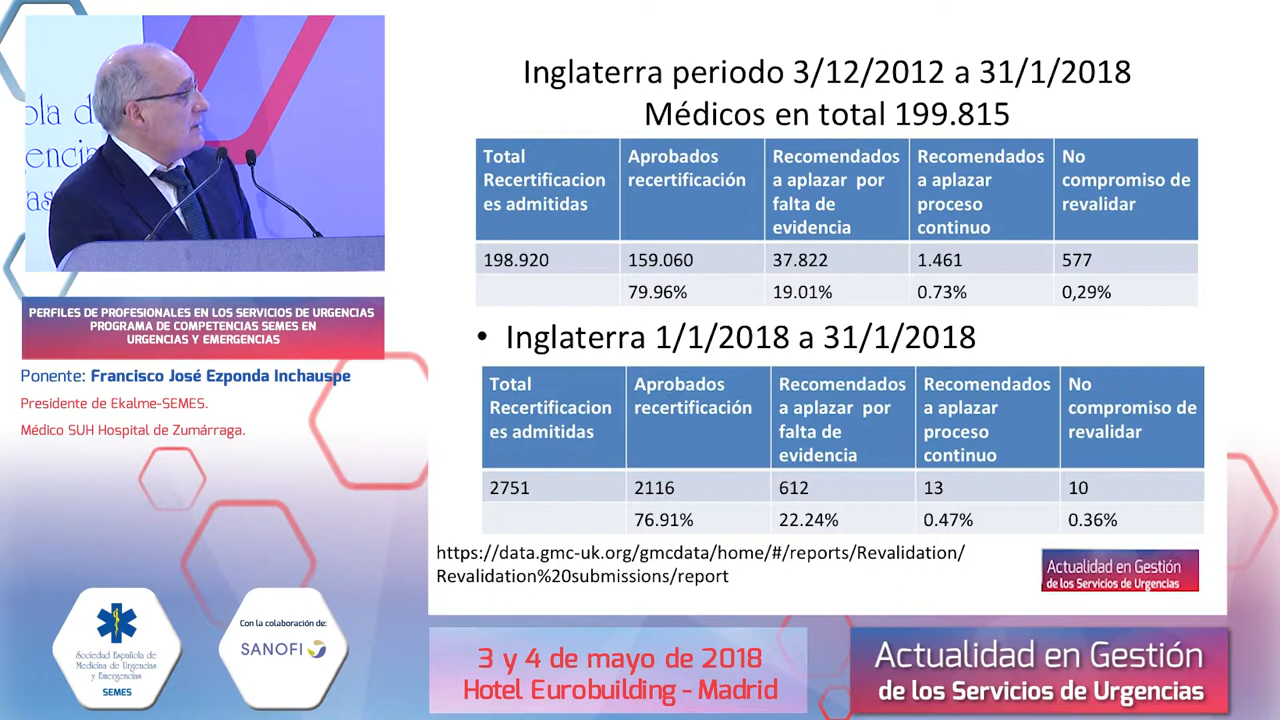 ola d
encia
as
PERFILES DE PROFESIONALES EN LOS SERVICIOS DE URGENCIAS
PROGRAMA DE COMPETENCIAS SEMES EN
URGENCIAS Y EMERGENCIAS
Ponente: Francisco José Ezponda Inchauspe
Presidente de Ekalme-SEMES.
Médico SUH Hospital de Zumárraga.
Sociedad Española de
Medicina de Urgencias
y Emergencias
SEMES
Con la colaboración de:
SANOFI
Inglaterra periodo 3/12/2012 a 31/1/2018
Médicos en total 199.815
Total Recertificacion es admitidas
Aprobados recertificación
Recomendados a aplazar por falta de evidencia
Recomendados a aplazar proceso continuo
No compromiso de revalidar
198.920 159.060 37.822 1.461 577
79.96% 19.01% 0.73% 0,29%
• Inglaterra 1/1/2018 a 31/1/2018
Total Recertificacion es admitidas
Aprobados recertificación
Recomendados a aplazar por falta de evidencia
Recomendados a aplazar proceso continuo
No compromiso de revalidar
2751 2116 612 13 10
76.91% 22.24% 0.47% 0.36%
https://data.gmc-uk.org/gmcdata/home/#/reports/Revalidation/
Revalidation%20submissions/report
Actualidad en Gestión
de los Servicios de Urgencias
3 y 4 de mayo de 2018
Hotel Eurobuilding - Madrid
Actualidad en Gestión
de los Servicios de Urgencias